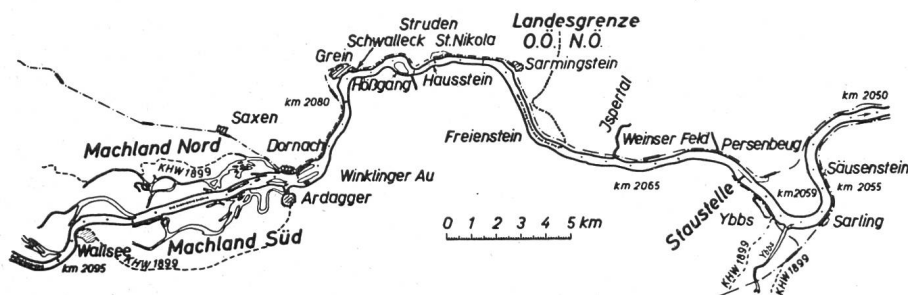 Landesgrenze
O.Ö. N.Ö.
Struden
Schwalleck St.Nikola
Grein
Sarmingstein
Hößgang Hausstein
km 2080
km 2050
Saxen
Dornach
Machland Nord
KHW 1899
Freienstein
Jspertal
Weinser Feld
Persenbeug
Winklinger Au
Säusenstein
km 2065
km 2055
km2059
Ardagger
Staustelle
Ybbs
Sarling
0 1 2 3 4 5 km
Machland Süd
Wallsee
KHW 1899
km 2095
KHW 1899
Ybbs
KHW 1899